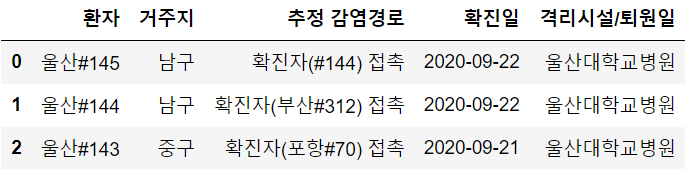 환자 거주지 추정 감염경로 확진일 격리시설/퇴원일
0 울산#145 남구 확진자(#144) 접촉 2020-09-22 울산대학교병원
1 울산#144 남구 확진자(부산#312) 접촉 2020-09-22 울산대학교병원
2 울산#143 중구 확진자(포항#70) 접촉 2020-09-21 울산대학교병원